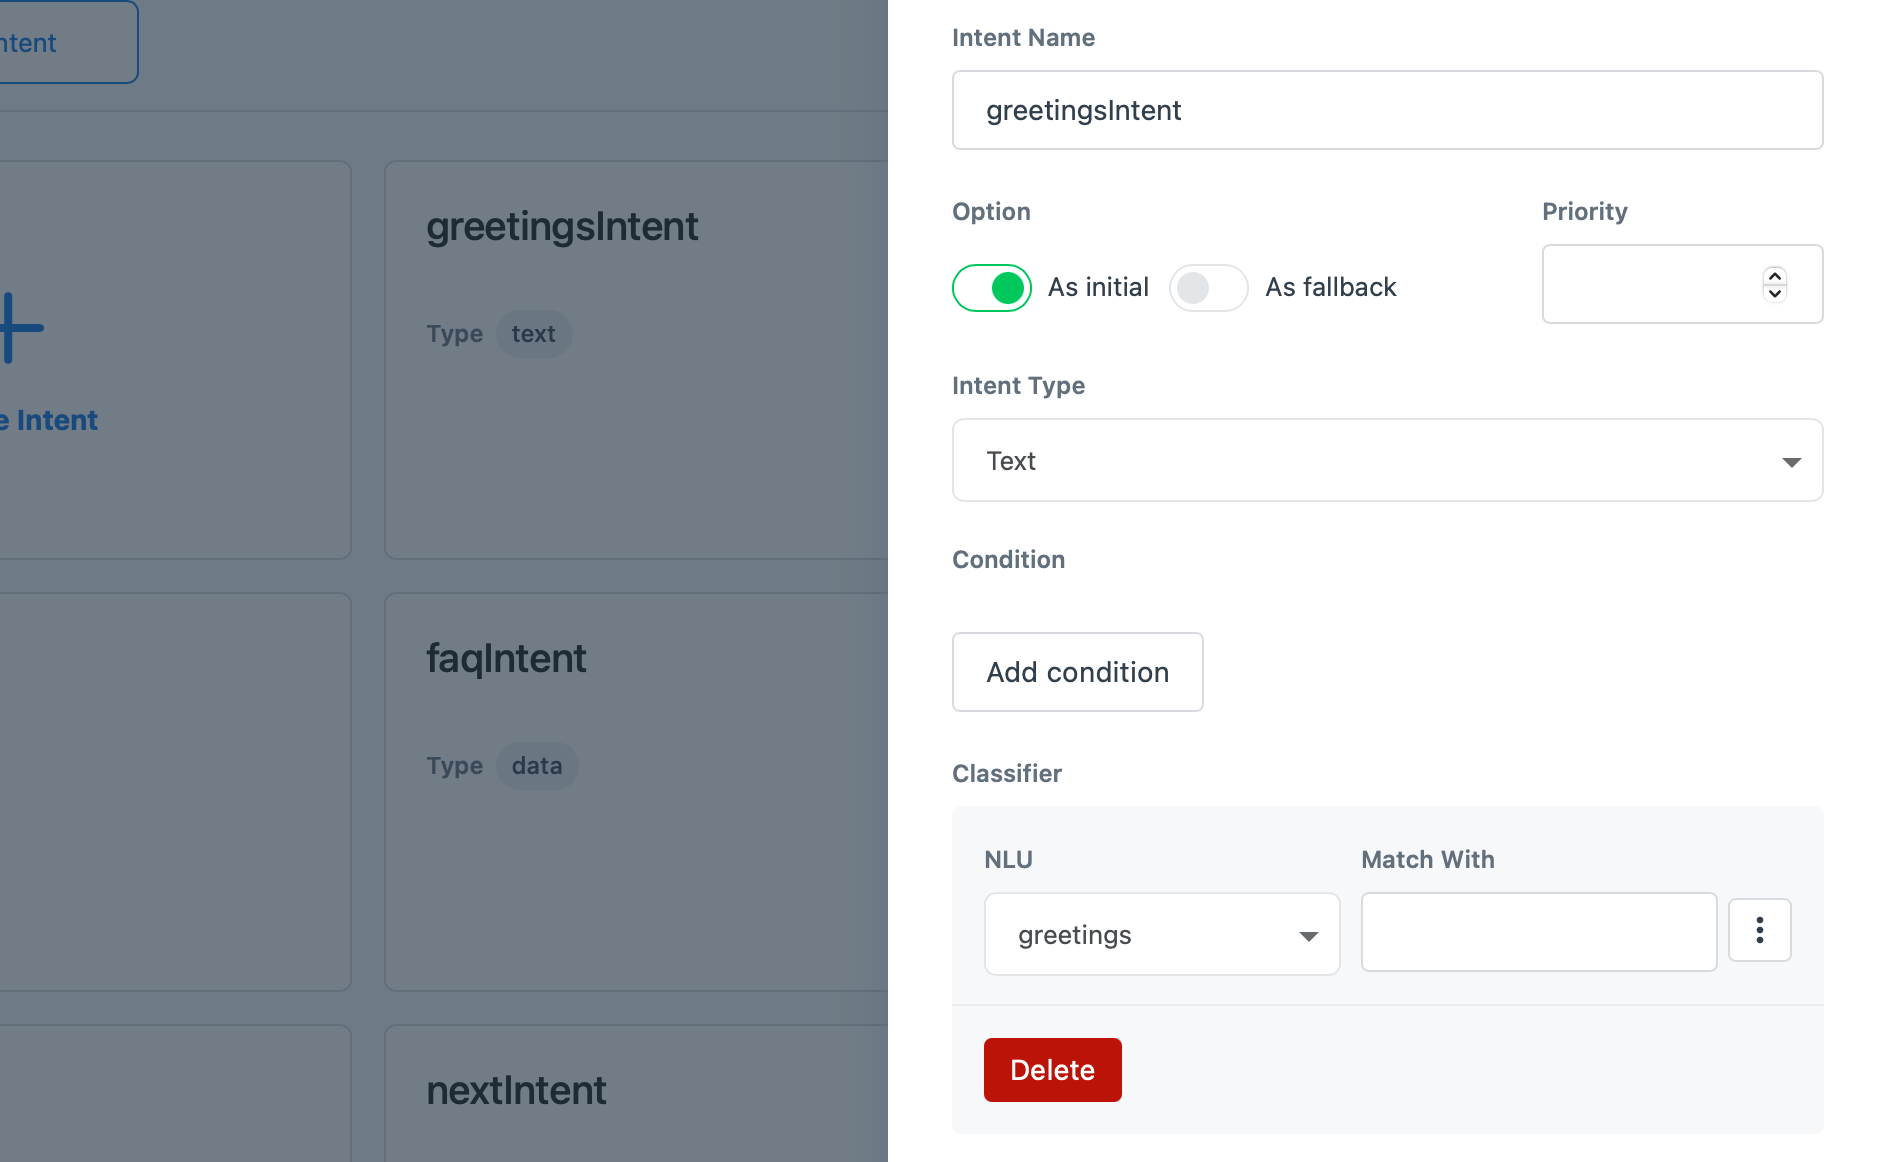 ntent
e Intent
greetingsIntent
Type text
faqIntent
Type data
nextIntent
Intent Name
greetingsIntent
Option
Priority
As initial
As fallback
Intent Type
Text
Condition
Add condition
Classifier
NLU
Match With
greetings
Delete